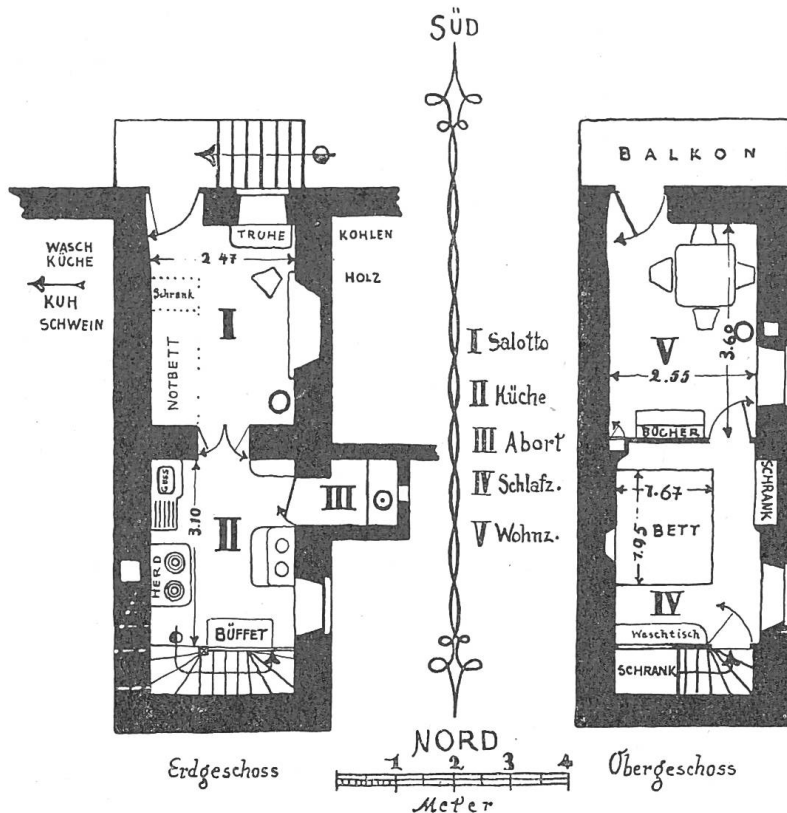 SÜD
WASCH
KÜCHE
KUH
SCHWEIN
TRUHE
2 47
Schrank
I
NOTBETT
KOHLEN
HOLZ
GUSS
3.10
II
III
HERD
BÜFFET
Erdgeschoss
I Salotto
II Küche
III Abort
IV Schlafz.
V Wohnz.
BALKON
V
3.60
2.55
BÜCHER
SCHRANK
1.67
BETT
1.95
IV
Waschtisch
SCHRANK
Obergeschoss
NORD
1 2 3 4
Meter